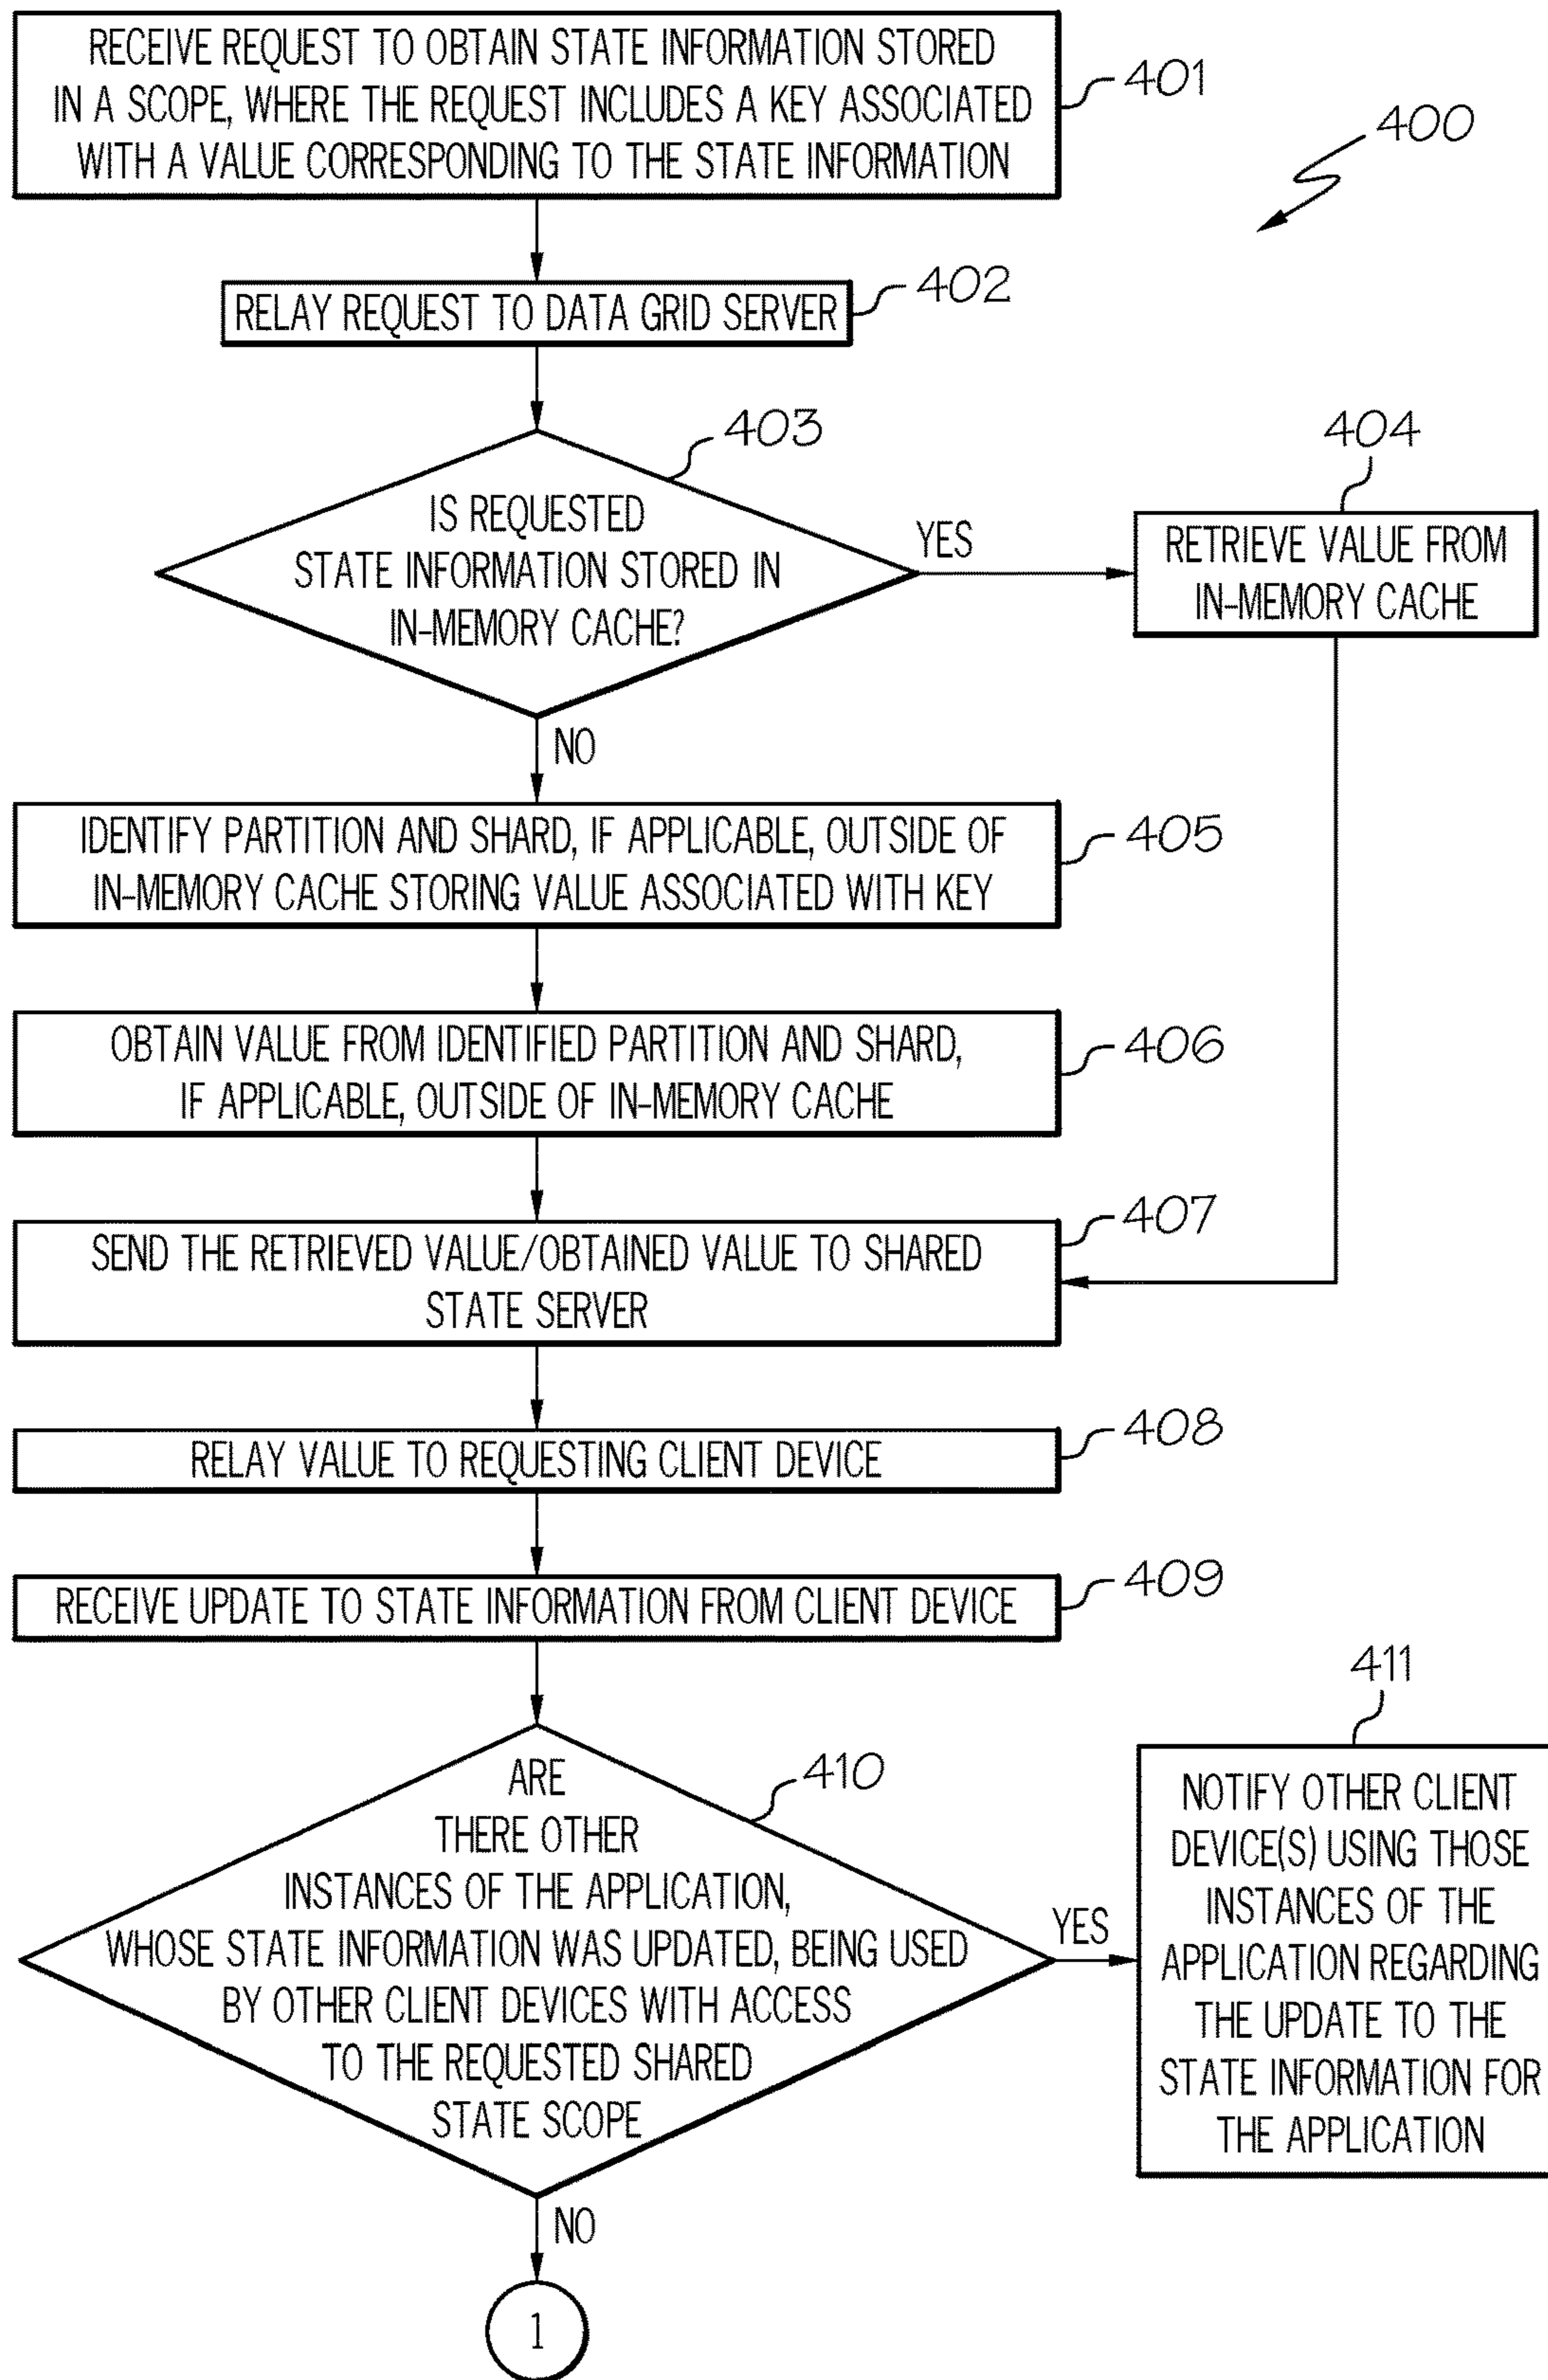 RECEIVE REQUEST TO OBTAIN STATE INFORMATION STORED
IN A SCOPE, WHERE THE REQUEST INCLUDES A KEY ASSOCIATED
WITH A VALUE CORRESPONDING TO THE STATE INFORMATION
401
400
RELAY REQUEST TO DATA GRID SERVER
402
403
IS REQUESTED
STATE INFORMATION STORED IN
IN-MEMORY CACHE?
YES
404
RETRIEVE VALUE FROM
IN-MEMORY CACHE
NO
IDENTIFY PARTITION AND SHARD, IF APPLICABLE, OUTSIDE OF
IN-MEMORY CACHE STORING VALUE ASSOCIATED WITH KEY
405
OBTAIN VALUE FROM IDENTIFIED PARTITION AND SHARD,
IF APPLICABLE, OUTSIDE OF IN-MEMORY CACHE
406
SEND THE RETRIEVED VALUE/OBTAINED VALUE TO SHARED
STATE SERVER
407
RELAY VALUE TO REQUESTING CLIENT DEVICE
408
RECEIVE UPDATE TO STATE INFORMATION FROM CLIENT DEVICE
409
410
ARE
THERE OTHER
INSTANCES OF THE APPLICATION,
WHOSE STATE INFORMATION WAS UPDATED, BEING USED
BY OTHER CLIENT DEVICES WITH ACCESS
TO THE REQUESTED SHARED
STATE SCOPE
YES
411
NOTIFY OTHER CLIENT
DEVICE(S) USING THOSE
INSTANCES OF THE
APPLICATION REGARDING
THE UPDATE TO THE
STATE INFORMATION FOR
THE APPLICATION
NO
1